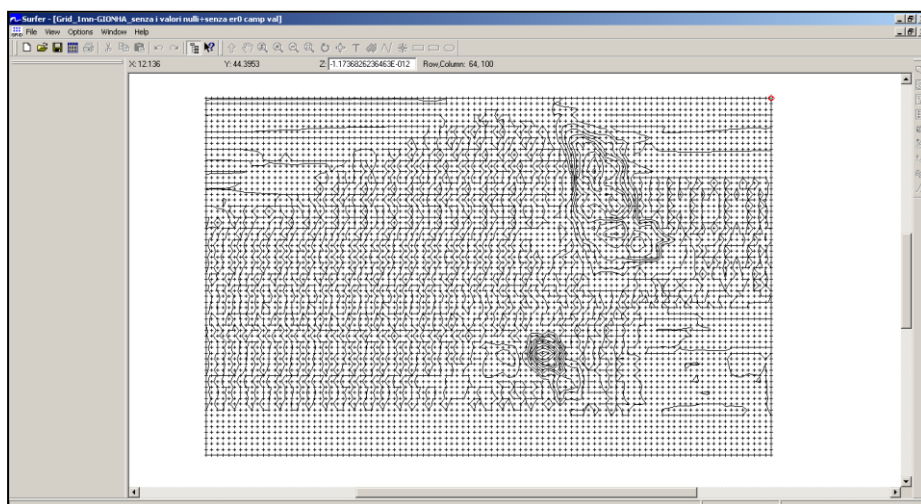 Surfer - [Grid_1mn-GIONHA_senza i valori nulli+senza er0 camp val]
File View Options Window Help
X: 12.136 Y: 44.3953 Z: -1.1736826236463E-012 Row,Column: 64, 100